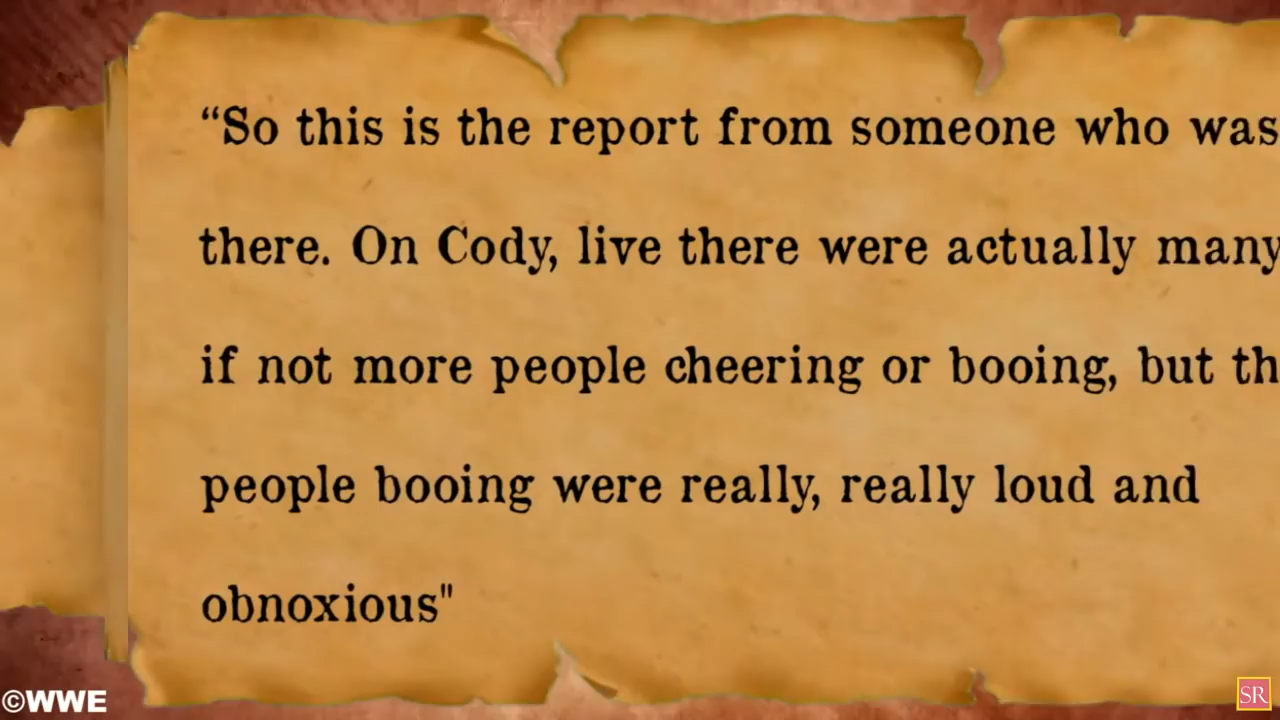 “So this is the report from someone who was
there. On Cody, live there were actually many
if not more people cheering or booing, but th
people booing were really, really loud and
obnoxious"
©WWE
SR